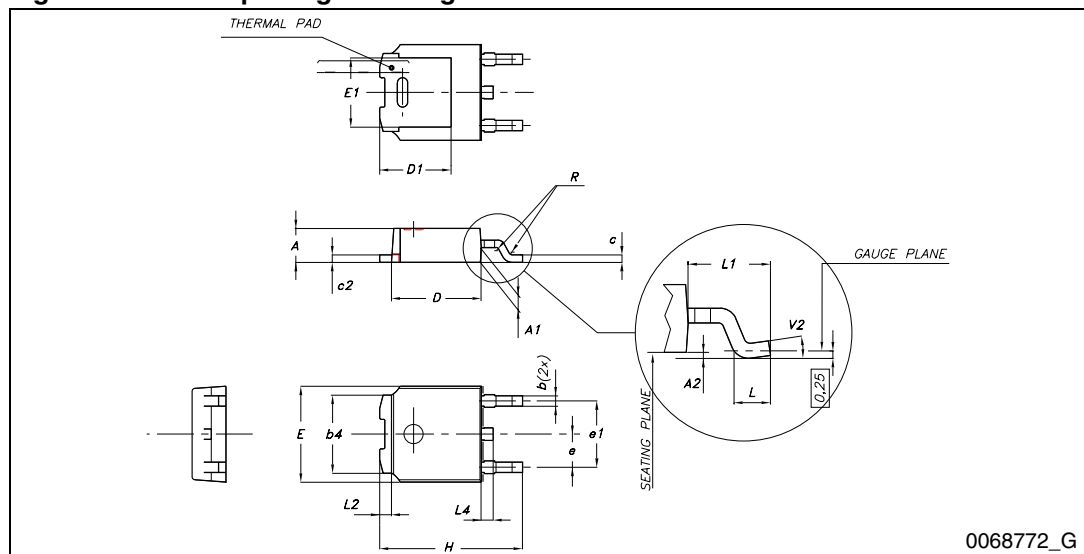 THERMAL PAD
E1
D1
R
A
c
c2
D
A1
L1
GAUGE PLANE
V2
A2
L
0,25
SEATING PLANE
b(2x)
E
b4
e
e1
L2
L4
H
0068772_G